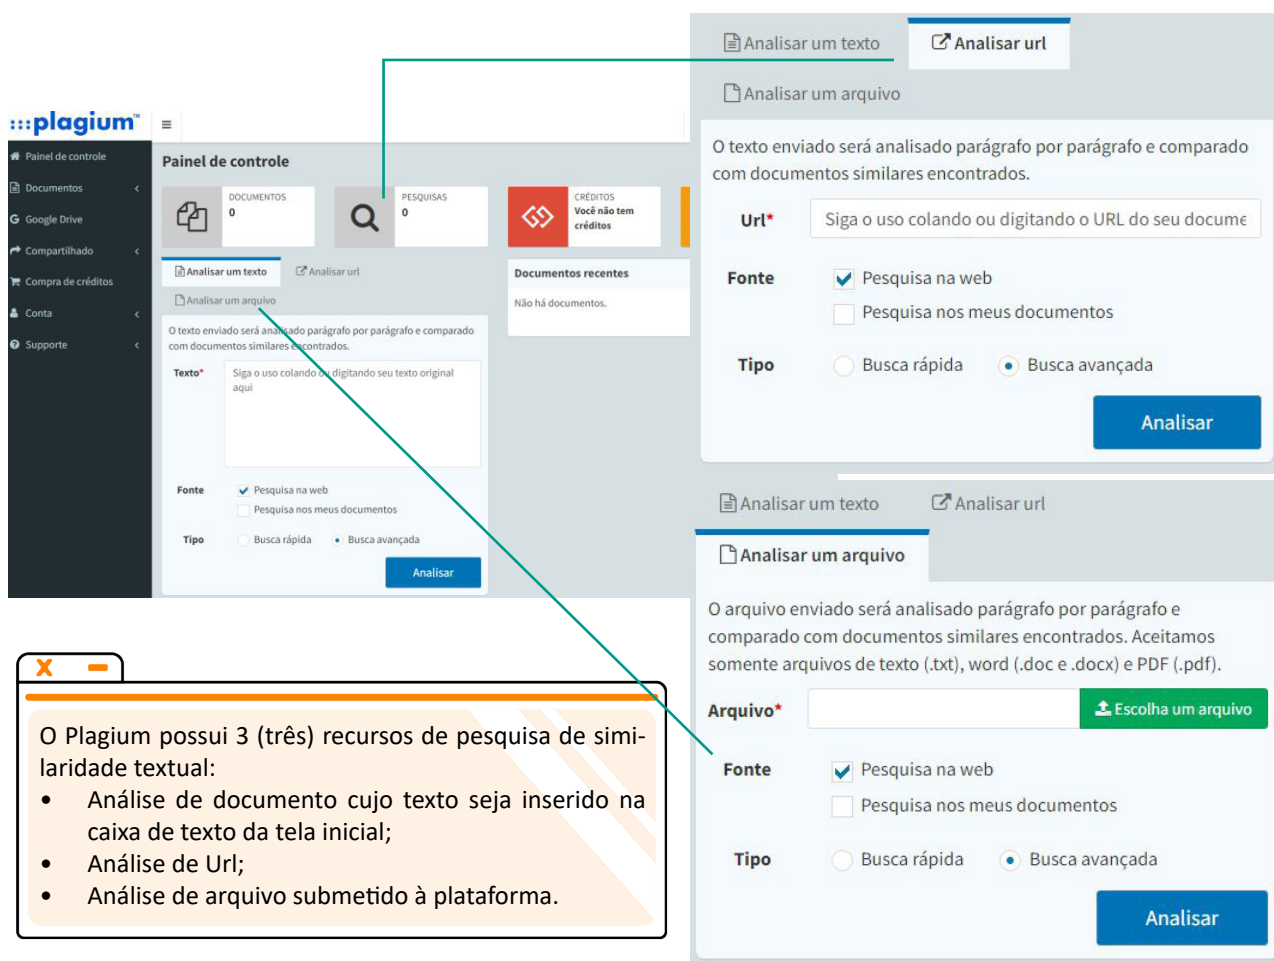 :::plagium™
Painel de controle
Documentos
Google Drive
Compartilhado
Compra de créditos
Conta
Supporte
Painel de controle
DOCUMENTOS
0
PESQUISAS
0
CRÉDITOS
Você não tem
créditos
Analisar um texto
Analisar url
Analisar um arquivo
O texto enviado será analisado parágrafo por parágrafo e comparado
com documentos similares encontrados.
Texto*
Siga o uso colando ou digitando seu texto original
aqui
Fonte
Pesquisa na web
Pesquisa nos meus documentos
Tipo
Busca rápida
Busca avançada
Analisar
Documentos recentes
Não há documentos.
Analisar um texto
Analisar url
Analisar um arquivo
O texto enviado será analisado parágrafo por parágrafo e comparado
com documentos similares encontrados.
Url*
Siga o uso colando ou digitando o URL do seu docume
Fonte
Pesquisa na web
Pesquisa nos meus documentos
Tipo
Busca rápida
Busca avançada
Analisar
Analisar um texto
Analisar url
Analisar um arquivo
O arquivo enviado será analisado parágrafo por parágrafo e
comparado com documentos similares encontrados. Aceitamos
somente arquivos de texto (.txt), word (.doc e .docx) e PDF (.pdf).
Arquivo*
Escolha um arquivo
Fonte
Pesquisa na web
Pesquisa nos meus documentos
Tipo
Busca rápida
Busca avançada
Analisar
X –
O Plagium possui 3 (três) recursos de pesquisa de simi-
laridade textual:
• Análise de documento cujo texto seja inserido na
caixa de texto da tela inicial;
• Análise de Url;
• Análise de arquivo submetido à plataforma.